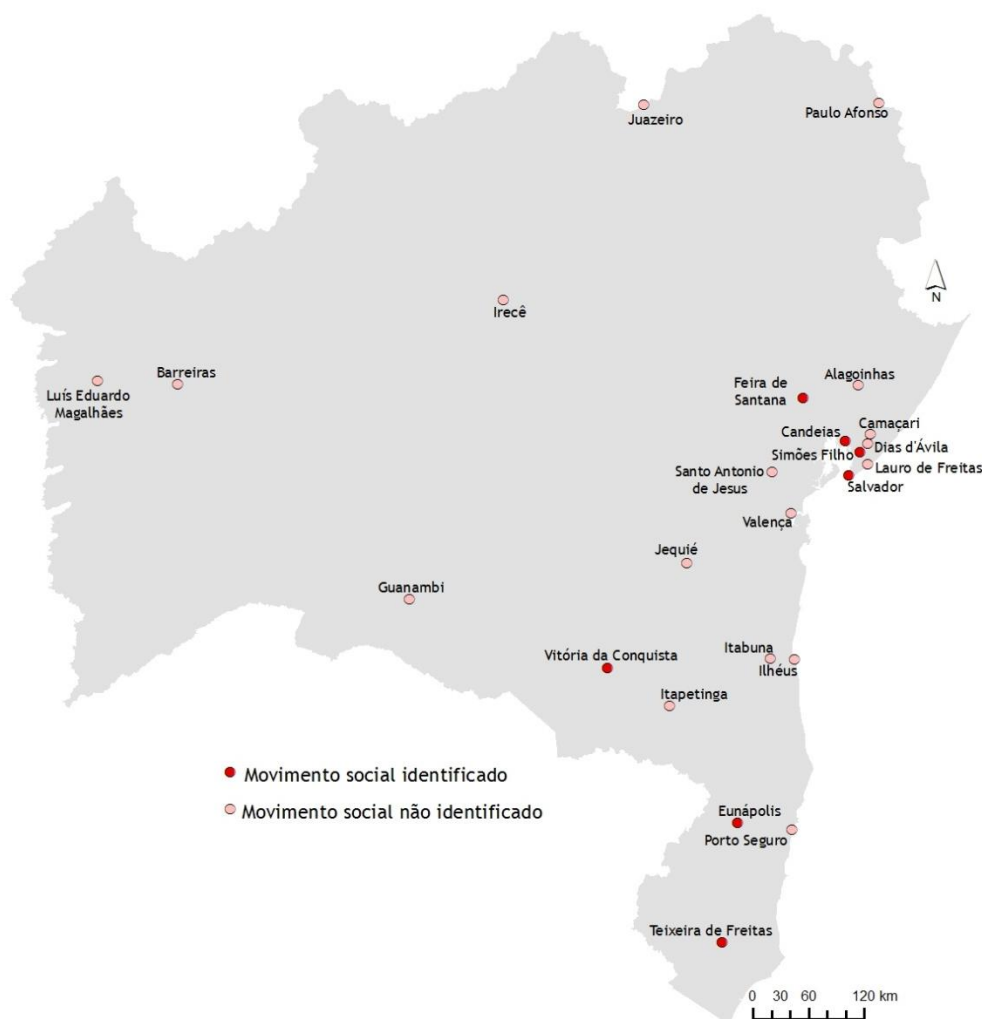 Juazeiro
Paulo Afonso
N
Irecê
Barreiras
Luís Eduardo
Magalhães
Feira de
Santana
Alagoinhas
Candeias
Camaçari
Simões Filho
Dias d'Ávila
Santo Antonio
de Jesus
Lauro de Freitas
Salvador
Valença
Jequié
Guanambi
Vitória da Conquista
Itabuna
Ilhéus
Itapetinga
Movimento social identificado
Movimento social não identificado
Eunápolis
Porto Seguro
Teixeira de Freitas
0 30 60 120 km